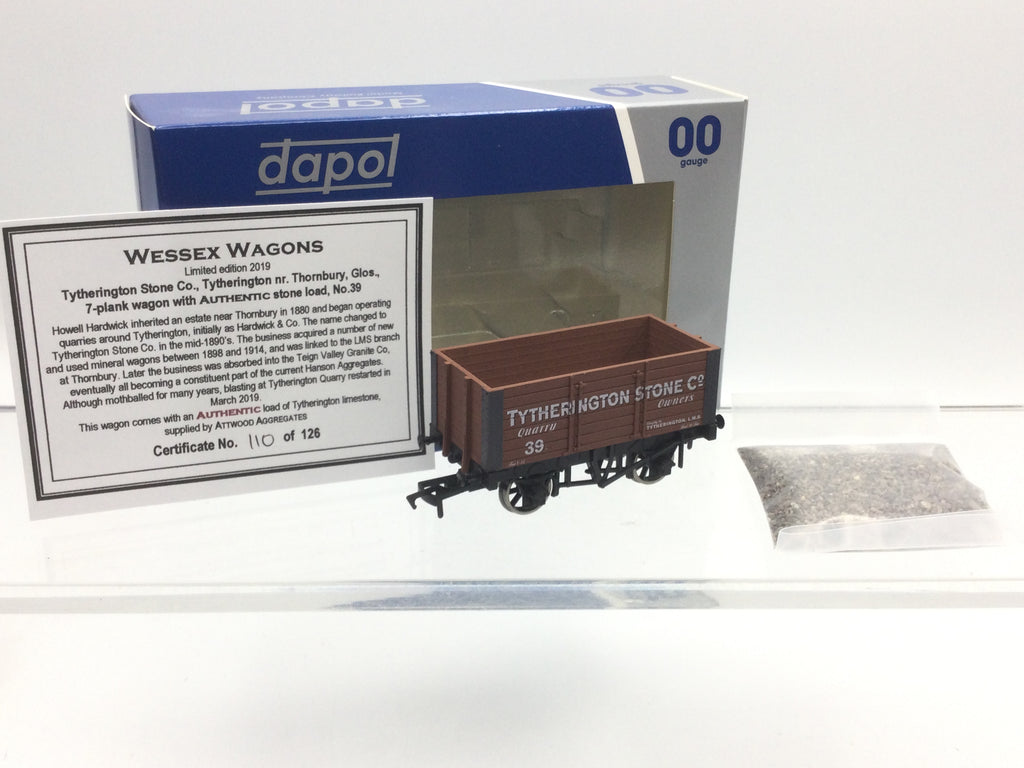 dapol
00
gauge
dapol
00
gauge
WESSEX WAGONS
Limited edition 2019
Tytherington Stone Co., Tytherington nr. Thornbury, Glos.,
7-plank wagon with AUTHENTIC stone load, No.39
Howell Hardwick inherited an estate near Thornbury in 1880 and began operating
quarries around Tytherington, initially as Hardwick & Co. The name changed to
Tytherington Stone Co. in the mid-1890's. The business acquired a number of new
and used mineral wagons between 1898 and 1914, and was linked to the LMS branch
at Thornbury. Later the business was absorbed into the Teign Valley Granite Co,
eventually all becoming a constituent part of the current Hanson Aggregates.
Although mothballed for many years, blasting at Tytherington Quarry restarted in
March 2019.
This wagon comes with an AUTHENTIC load of Tytherington limestone,
supplied by ATTWOOD AGGREGATES
Certificate No. 110 of 126
TYTHERINGTON STONE Co
Quarry Owners
39
TYTHERINGTON, L.M.S.